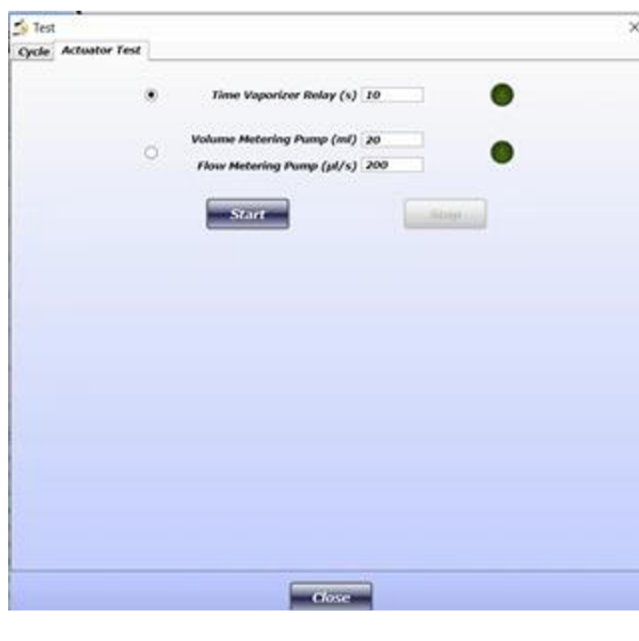 Test
Cycle Actuator Test
Time Vaporizer Relay (s) 10
Volume Metering Pump (ml) 20
Flow Metering Pump (µl/s) 200
Start Stop
Close